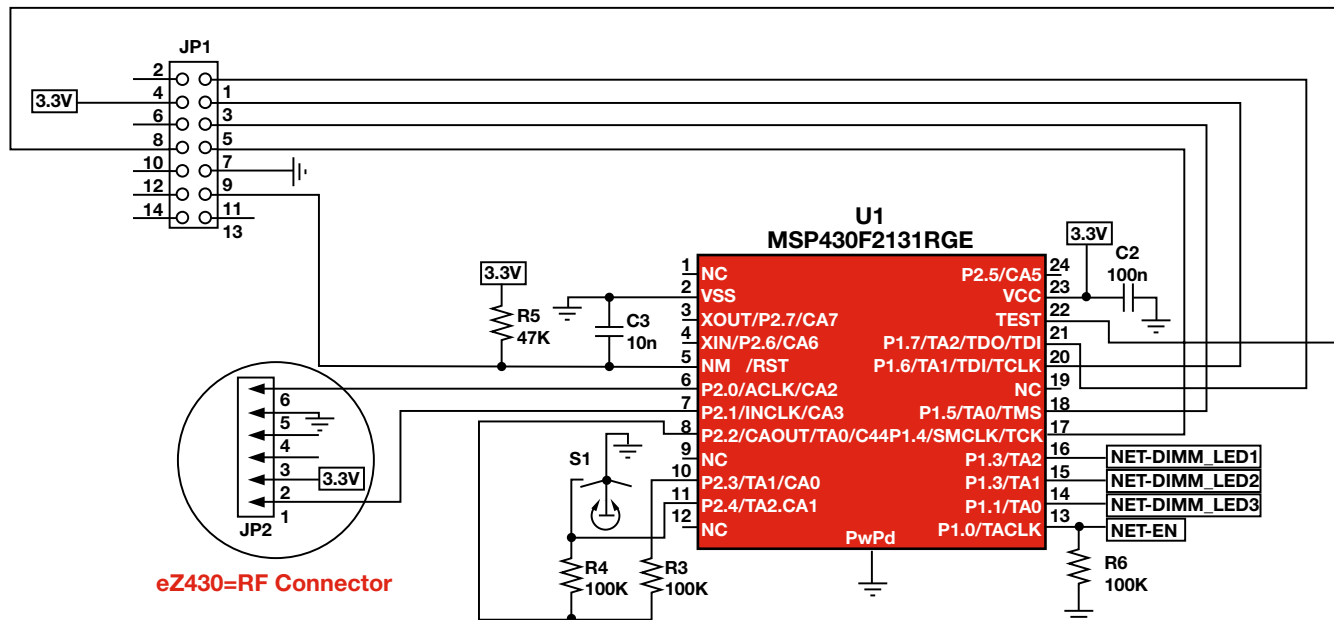 JP1
2
4
6
8
10
12
14
1
3
5
7
9
11
13
3.3V
U1
MSP430F2131RGE
3.3V
C2
100n
3.3V
R5
47K
C3
10n
1 NC
2 VSS
3 XOUT/P2.7/CA7
4 XIN/P2.6/CA6
5 NM /RST
6 P2.0/ACLK/CA2
7 P2.1/INCLK/CA3
8 P2.2/CAOUT/TA0/C44
9 NC
10 P2.3/TA1/CA0
11 P2.4/TA2.CA1
12 NC
P2.5/CA5 24
VCC 23
TEST 22
P1.7/TA2/TDO/TDI 21
P1.6/TA1/TDI/TCLK 20
NC 19
P1.5/TA0/TMS 18
P1.4/SMCLK/TCK 17
P1.3/TA2 16
P1.3/TA1 15
P1.1/TA0 14
P1.0/TACLK 13
PwPd
NET-DIMM_LED1
NET-DIMM_LED2
NET-DIMM_LED3
NET-EN
R6
100K
S1
R4
100K
R3
100K
6
5
4
3
2
1
3.3V
JP2
eZ430=RF Connector